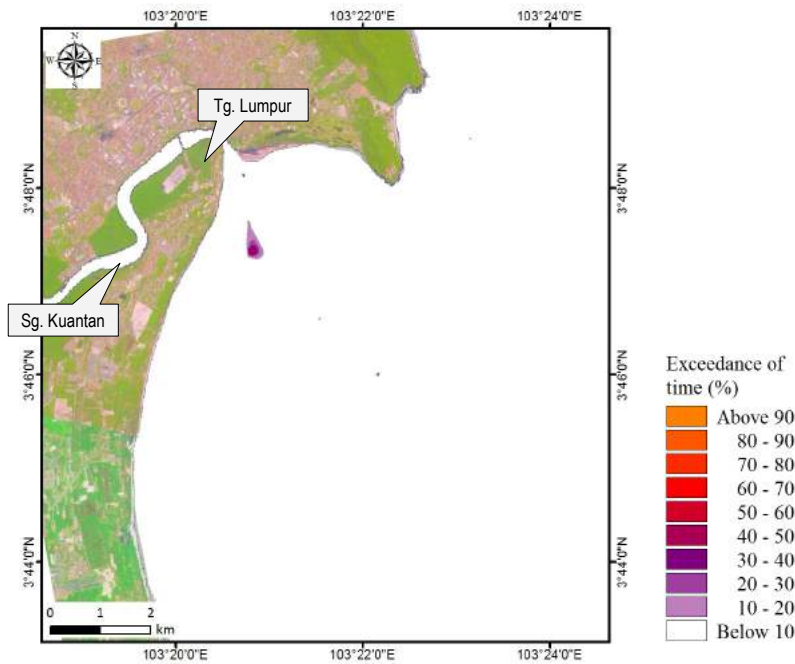 103°20'0"E 103°22'0"E 103°24'0"E
N
W E
S
Tg. Lumpur
3°48'0"N 3°48'0"N
Sg. Kuantan
3°46'0"N 3°46'0"N
3°44'0"N 3°44'0"N
0 1 2
km
103°20'0"E 103°22'0"E 103°24'0"E
Exceedance of
time (%)
Above 90
80 - 90
70 - 80
60 - 70
50 - 60
40 - 50
30 - 40
20 - 30
10 - 20
Below 10